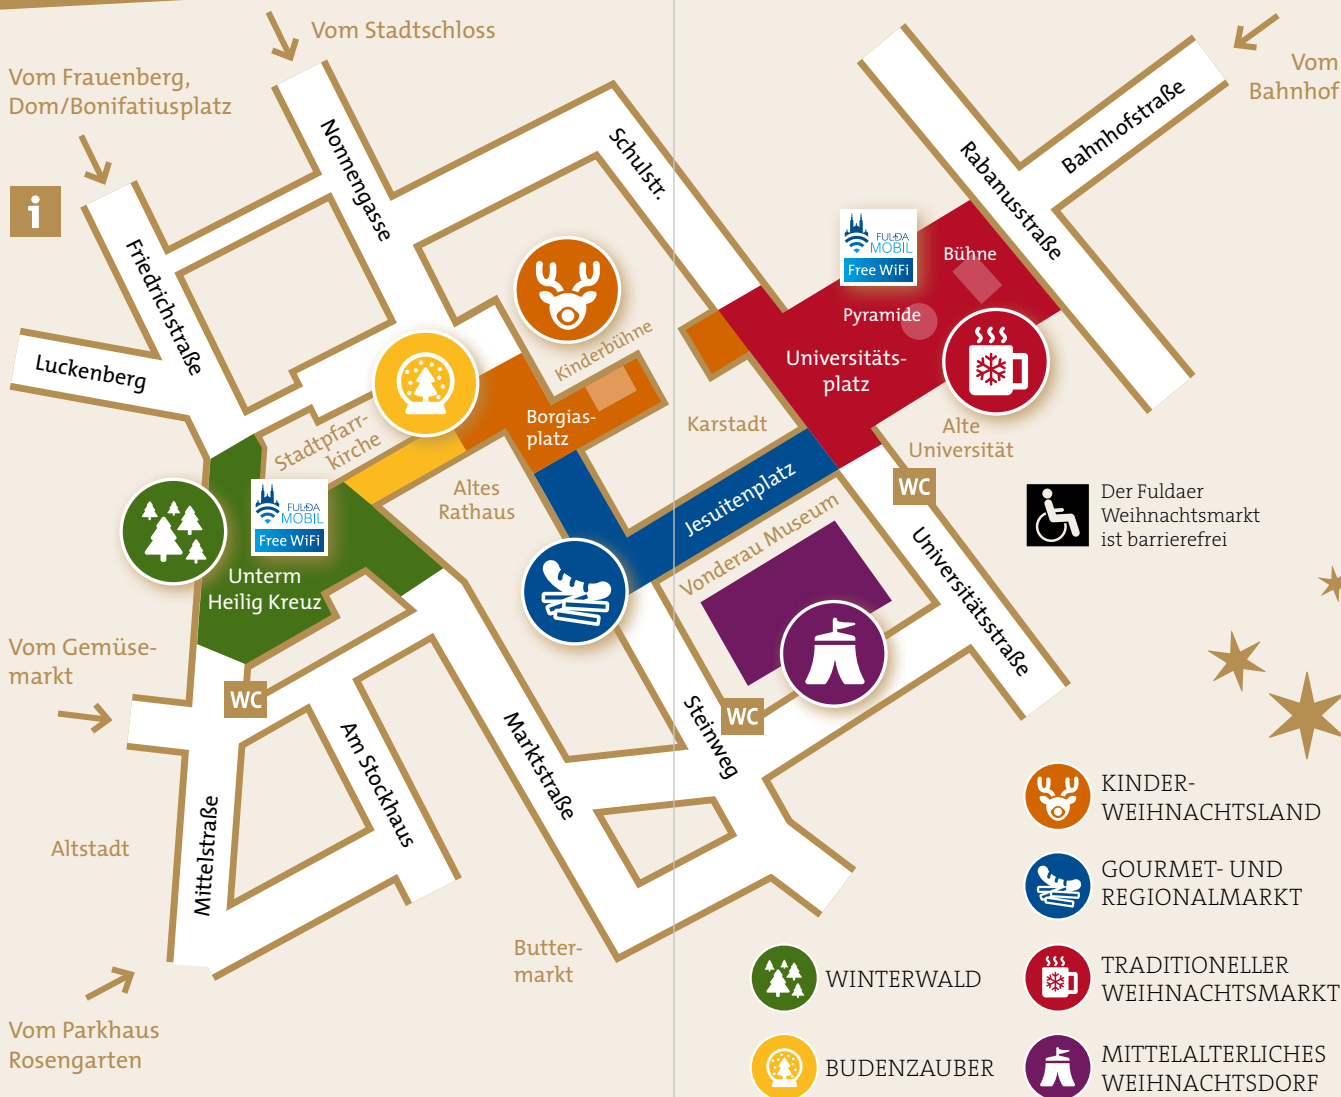 Vom Stadtschloss
Vom Frauenberg,
Dom/Bonifatiusplatz
Vom
Bahnhof
i
Nonnengasse
Schulstr.
Rabanusstraße
Bahnhofstraße
Friedrichstraße
Luckenberg
FULDA
MOBIL
Free WiFi
Bühne
Pyramide
Universitäts-
platz
Kinderbühne
Borgias-
platz
Karstadt
Alte
Universität
Stadtpfarr-
kirche
Altes
Rathaus
Jesuitenplatz
WC
Der Fuldaer
Weihnachtsmarkt
ist barrierefrei
FULDA
MOBIL
Free WiFi
Unterm
Heilig Kreuz
Vonderau Museum
Universitätsstraße
Vom Gemüse-
markt
WC
WC
Steinweg
Marktstraße
Am Stockhaus
Mittelstraße
Altstadt
Butter-
markt
Vom Parkhaus
Rosengarten
KINDER-
WEIHNACHTSLAND
GOURMET- UND
REGIONALMARKT
WINTERWALD
TRADITIONELLER
WEIHNACHTSMARKT
BUDENZAUBER
MITTELALTERLICHES
WEIHNACHTSDORF